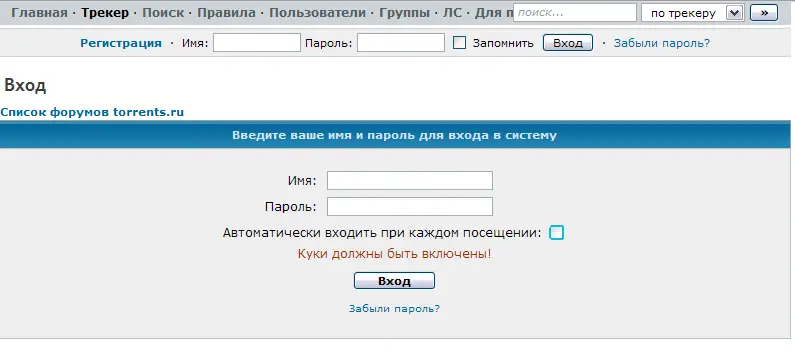 Главная · Трекер · Поиск · Правила · Пользователи · Группы · ЛС · Для п поиск... по трекеру »
Регистрация · Имя: Пароль: Запомнить Вход · Забыли пароль?
Вход
Список форумов torrents.ru
Введите ваше имя и пароль для входа в систему
Имя:
Пароль:
Автоматически входить при каждом посещении:
Куки должны быть включены!
Вход
Забыли пароль?